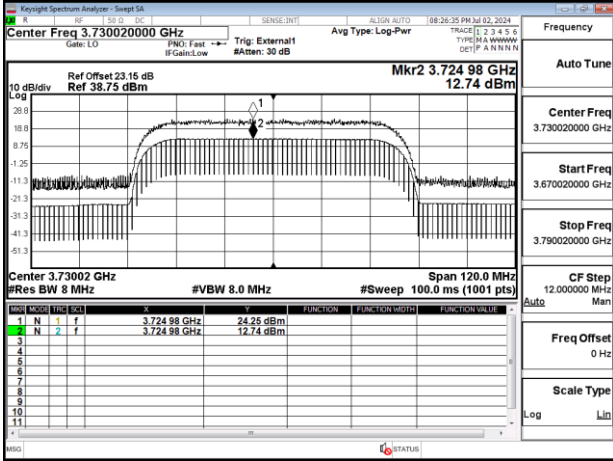 Keysight Spectrum Analyzer - Swept SA
R RF 50 Ω DC SENSE:INT ALIGN AUTO 08:26:35 PM Jul 02, 2024
Center Freq 3.730020000 GHz
Gate: LO
PNO: Fast
IFGain:Low
Trig: External1
#Atten: 30 dB
Avg Type: Log-Pwr
TRACE 1 2 3 4 5 6
TYPE M A W W W W
DET P A N N N N
Ref Offset 23.15 dB
Ref 38.75 dBm
10 dB/div
Log
Mkr2 3.724 98 GHz
12.74 dBm
28.8
18.8
8.75
-1.25
-11.3
-21.3
-31.3
-41.3
-51.3
1
2
Center 3.73002 GHz
Span 120.0 MHz
#Res BW 8 MHz
#VBW 8.0 MHz
#Sweep 100.0 ms (1001 pts)
MKR MODE TRC SCL X Y FUNCTION FUNCTION WIDTH FUNCTION VALUE
1 N 1 f 3.724 98 GHz 24.25 dBm
2 N 2 f 3.724 98 GHz 12.74 dBm
3
4
5
6
7
8
9
10
11
MSG
STATUS
Frequency
Auto Tune
Center Freq
3.730020000 GHz
Start Freq
3.670020000 GHz
Stop Freq
3.790020000 GHz
CF Step
12.000000 MHz
Auto Man
Freq Offset
0 Hz
Scale Type
Log Lin